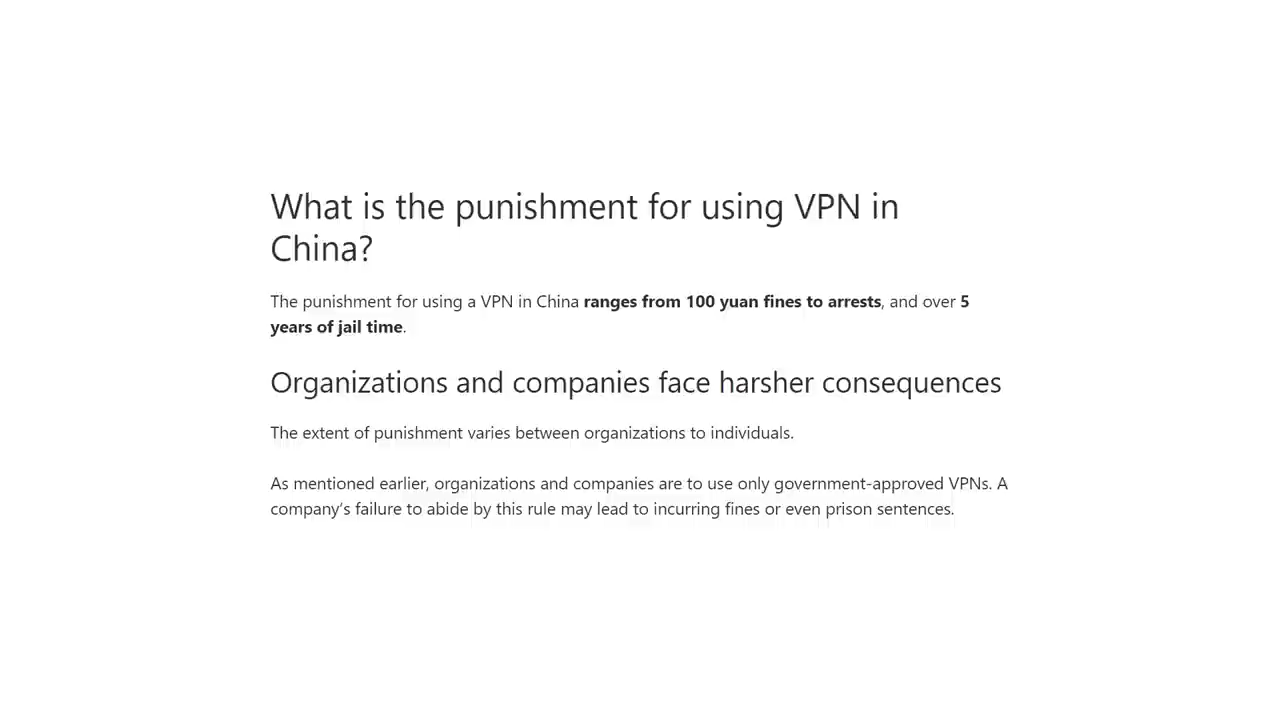 What is the punishment for using VPN in
China?
The punishment for using a VPN in China ranges from 100 yuan fines to arrests, and over 5
years of jail time.
Organizations and companies face harsher consequences
The extent of punishment varies between organizations to individuals.
As mentioned earlier, organizations and companies are to use only government-approved VPNs. A
company’s failure to abide by this rule may lead to incurring fines or even prison sentences.